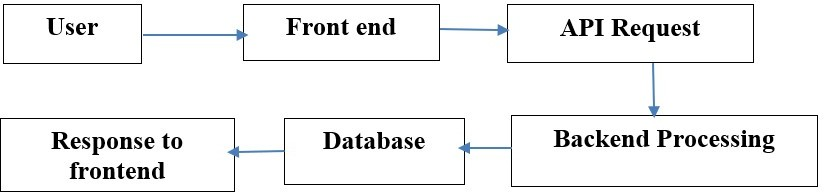 User
Front end
API Request
Response to
frontend
Database
Backend Processing